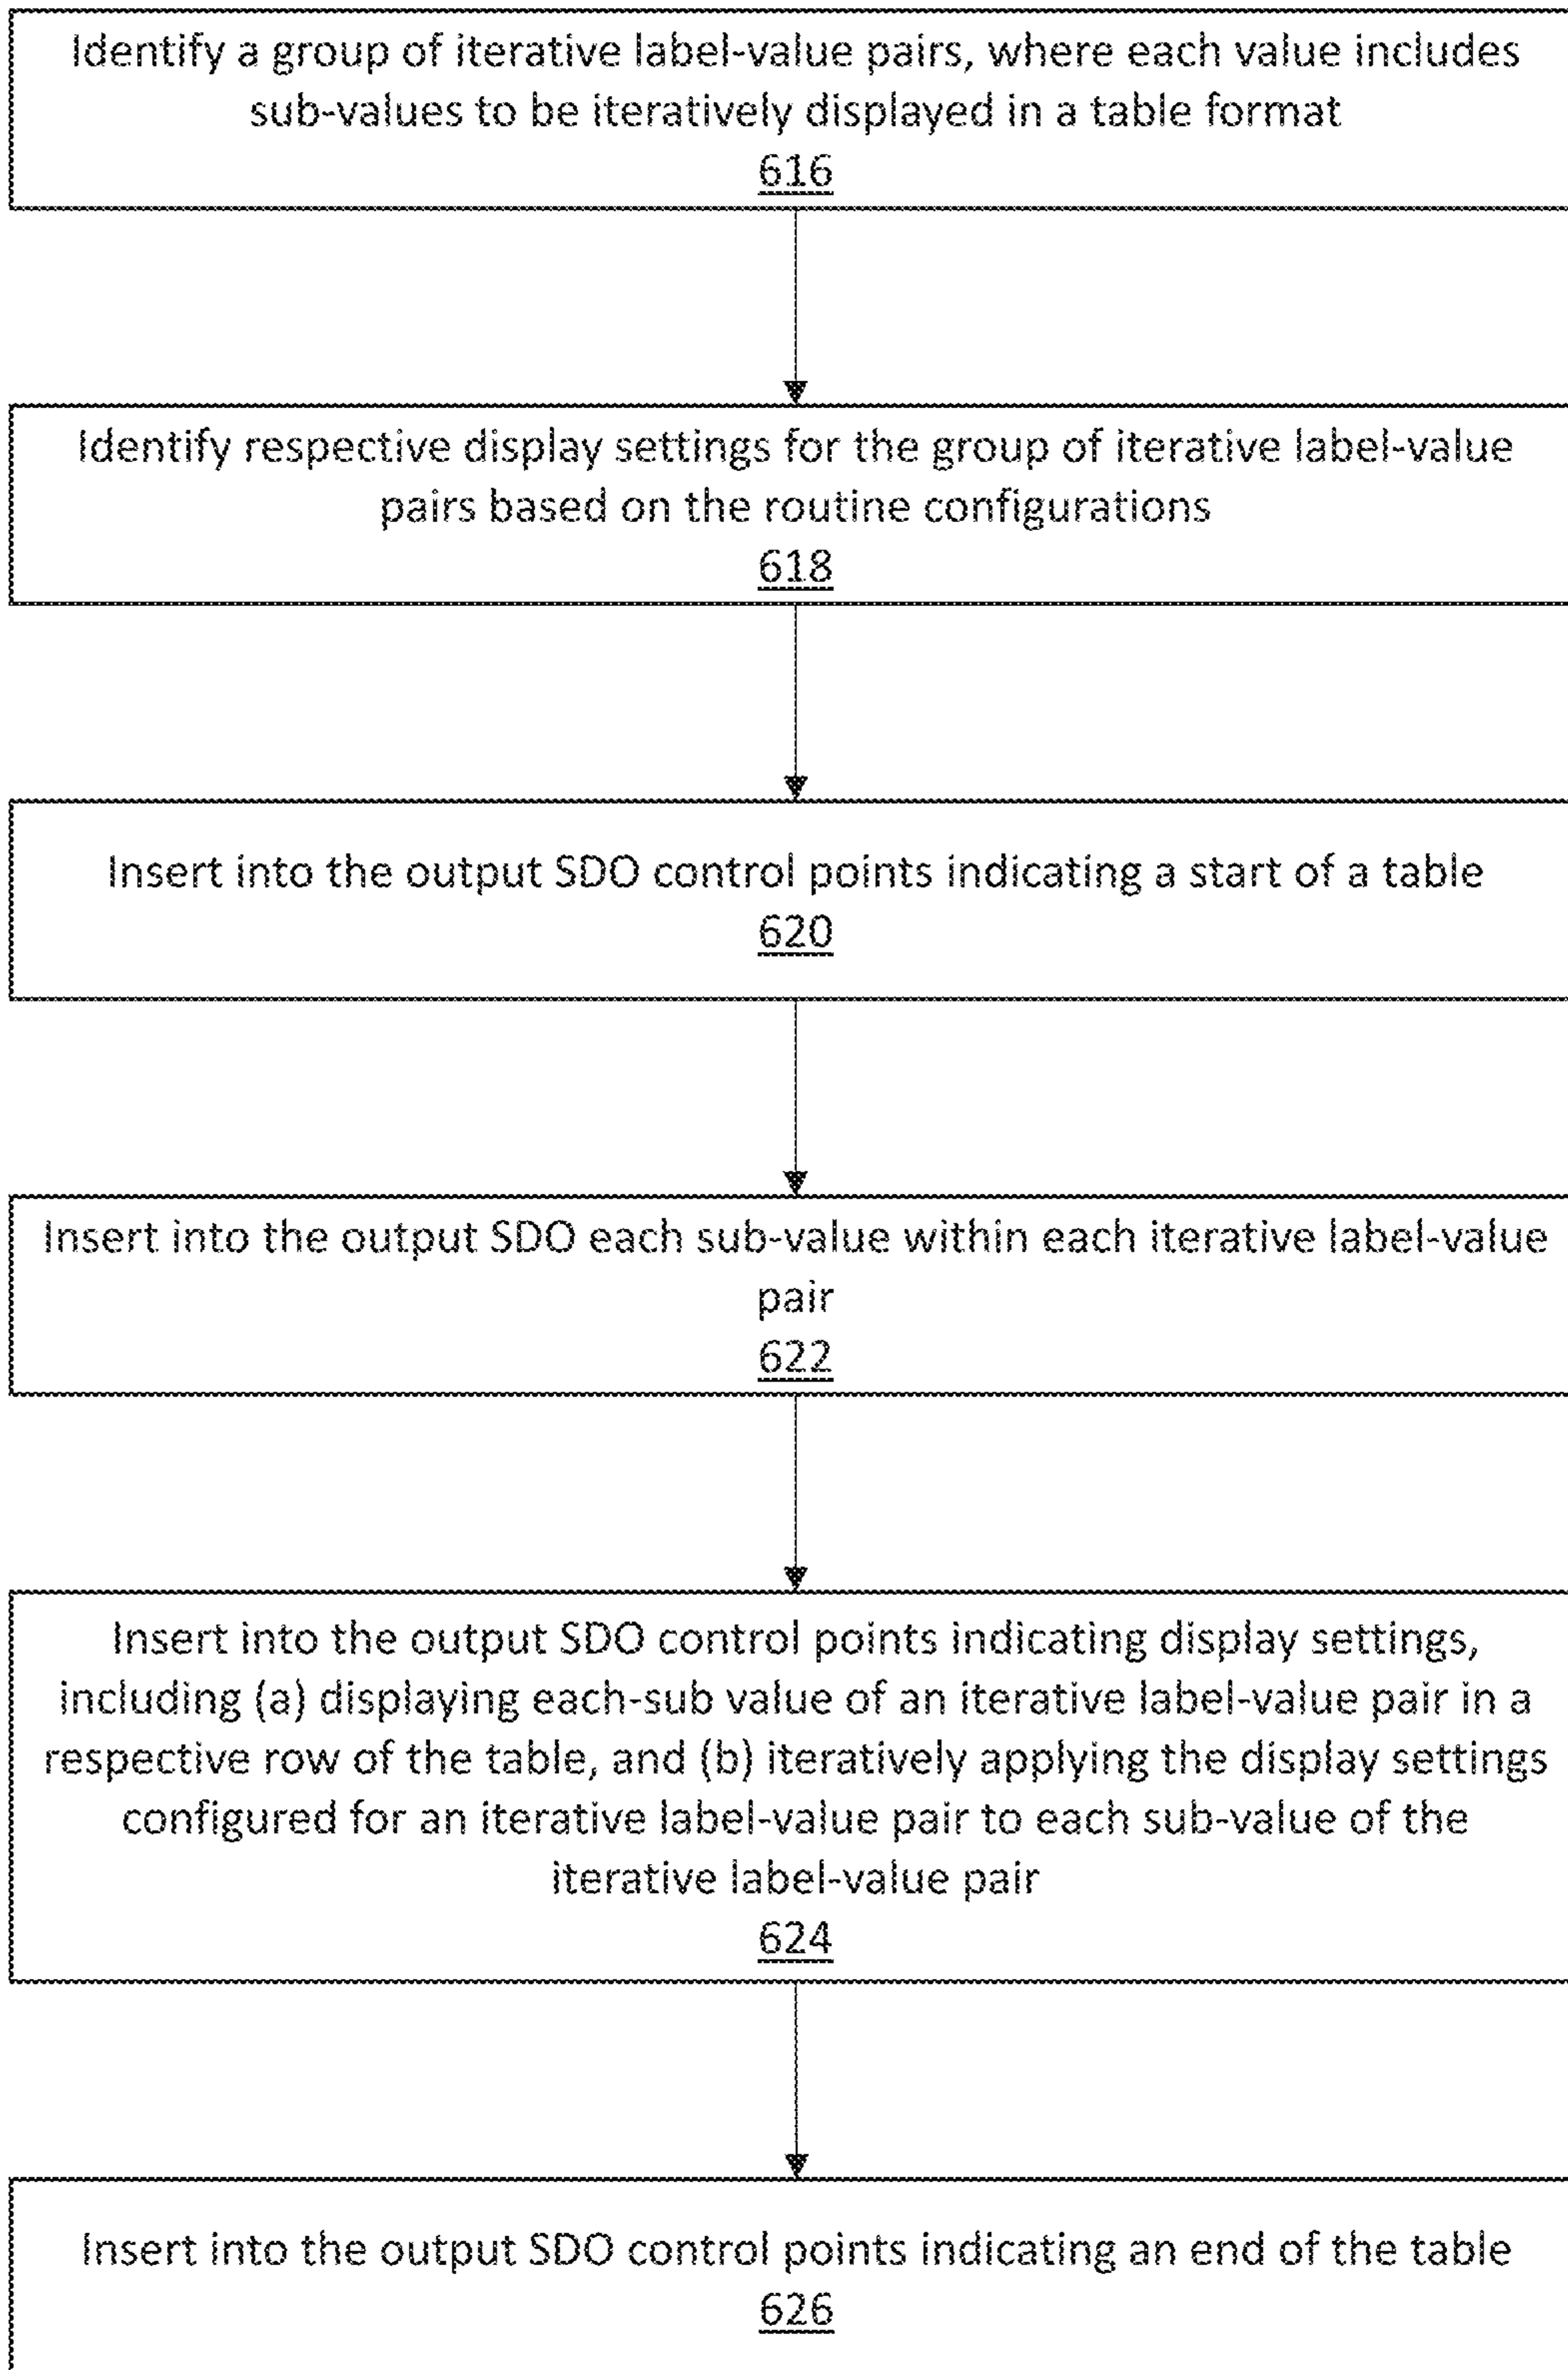 Identify a group of iterative label-value pairs, where each value includes
sub-values to be iteratively displayed in a table format
616
Identify respective display settings for the group of iterative label-value
pairs based on the routine configurations
618
Insert into the output SDO control points indicating a start of a table
620
Insert into the output SDO each sub-value within each iterative label-value
pair
622
Insert into the output SDO control points indicating display settings,
including (a) displaying each-sub value of an iterative label-value pair in a
respective row of the table, and (b) iteratively applying the display settings
configured for an iterative label-value pair to each sub-value of the
iterative label-value pair
624
Insert into the output SDO control points indicating an end of the table
626